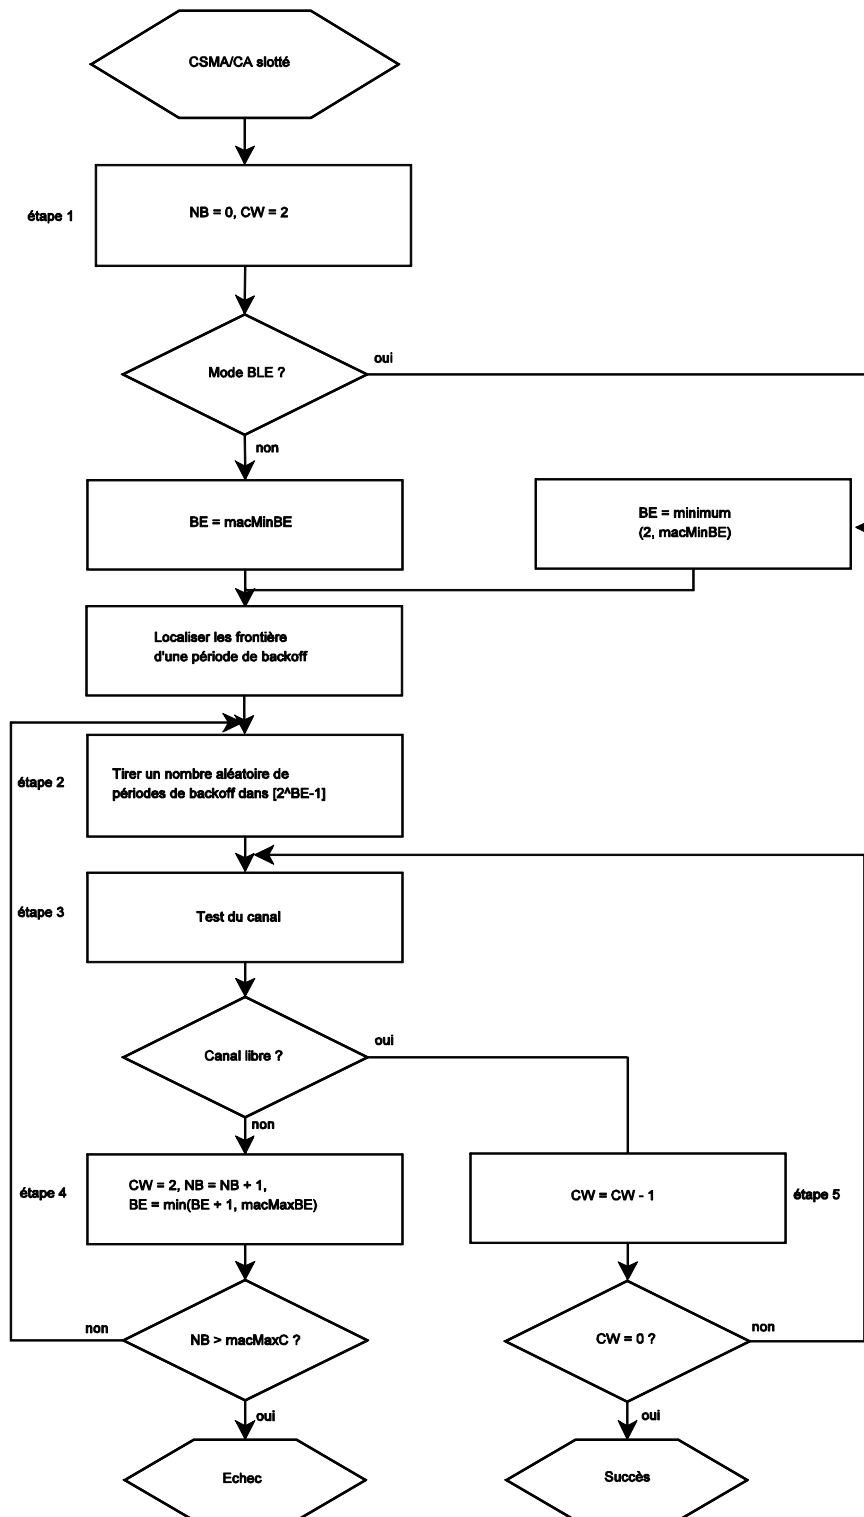 CSMA/CA slotté
étape 1
NB = 0, CW = 2
Mode BLE ?
oui
non
BE = macMinBE
BE = minimum
(2, macMinBE)
Localiser les frontière
d'une période de backoff
étape 2
Tirer un nombre aléatoire de
périodes de backoff dans [2^BE-1]
étape 3
Test du canal
Canal libre ?
oui
non
étape 4
CW = 2, NB = NB + 1,
BE = min(BE + 1, macMaxBE)
CW = CW - 1
étape 5
non
NB > macMaxC ?
CW = 0 ?
non
oui
oui
Echec
Succès